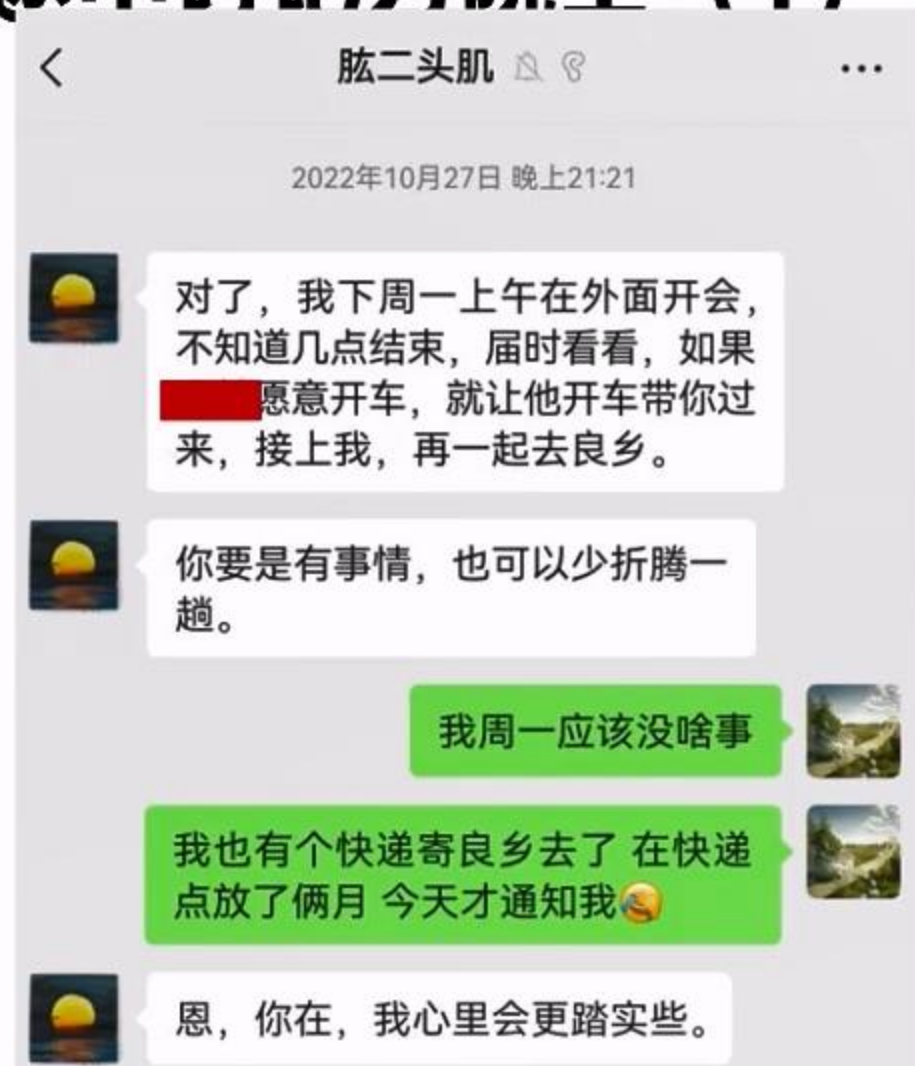 肱二头肌
2022年10月27日 晚上21:21
对了，我下周一上午在外面开会，
不知道几点结束，届时看看，如果
愿意开车，就让他开车带你过
来，接上我，再一起去良乡。
你要是有事情，也可以少折腾一
趟。
我周一应该没啥事
我也有个快递寄良乡去了 在快递
点放了俩月 今天才通知我😂
恩，你在，我心里会更踏实些。